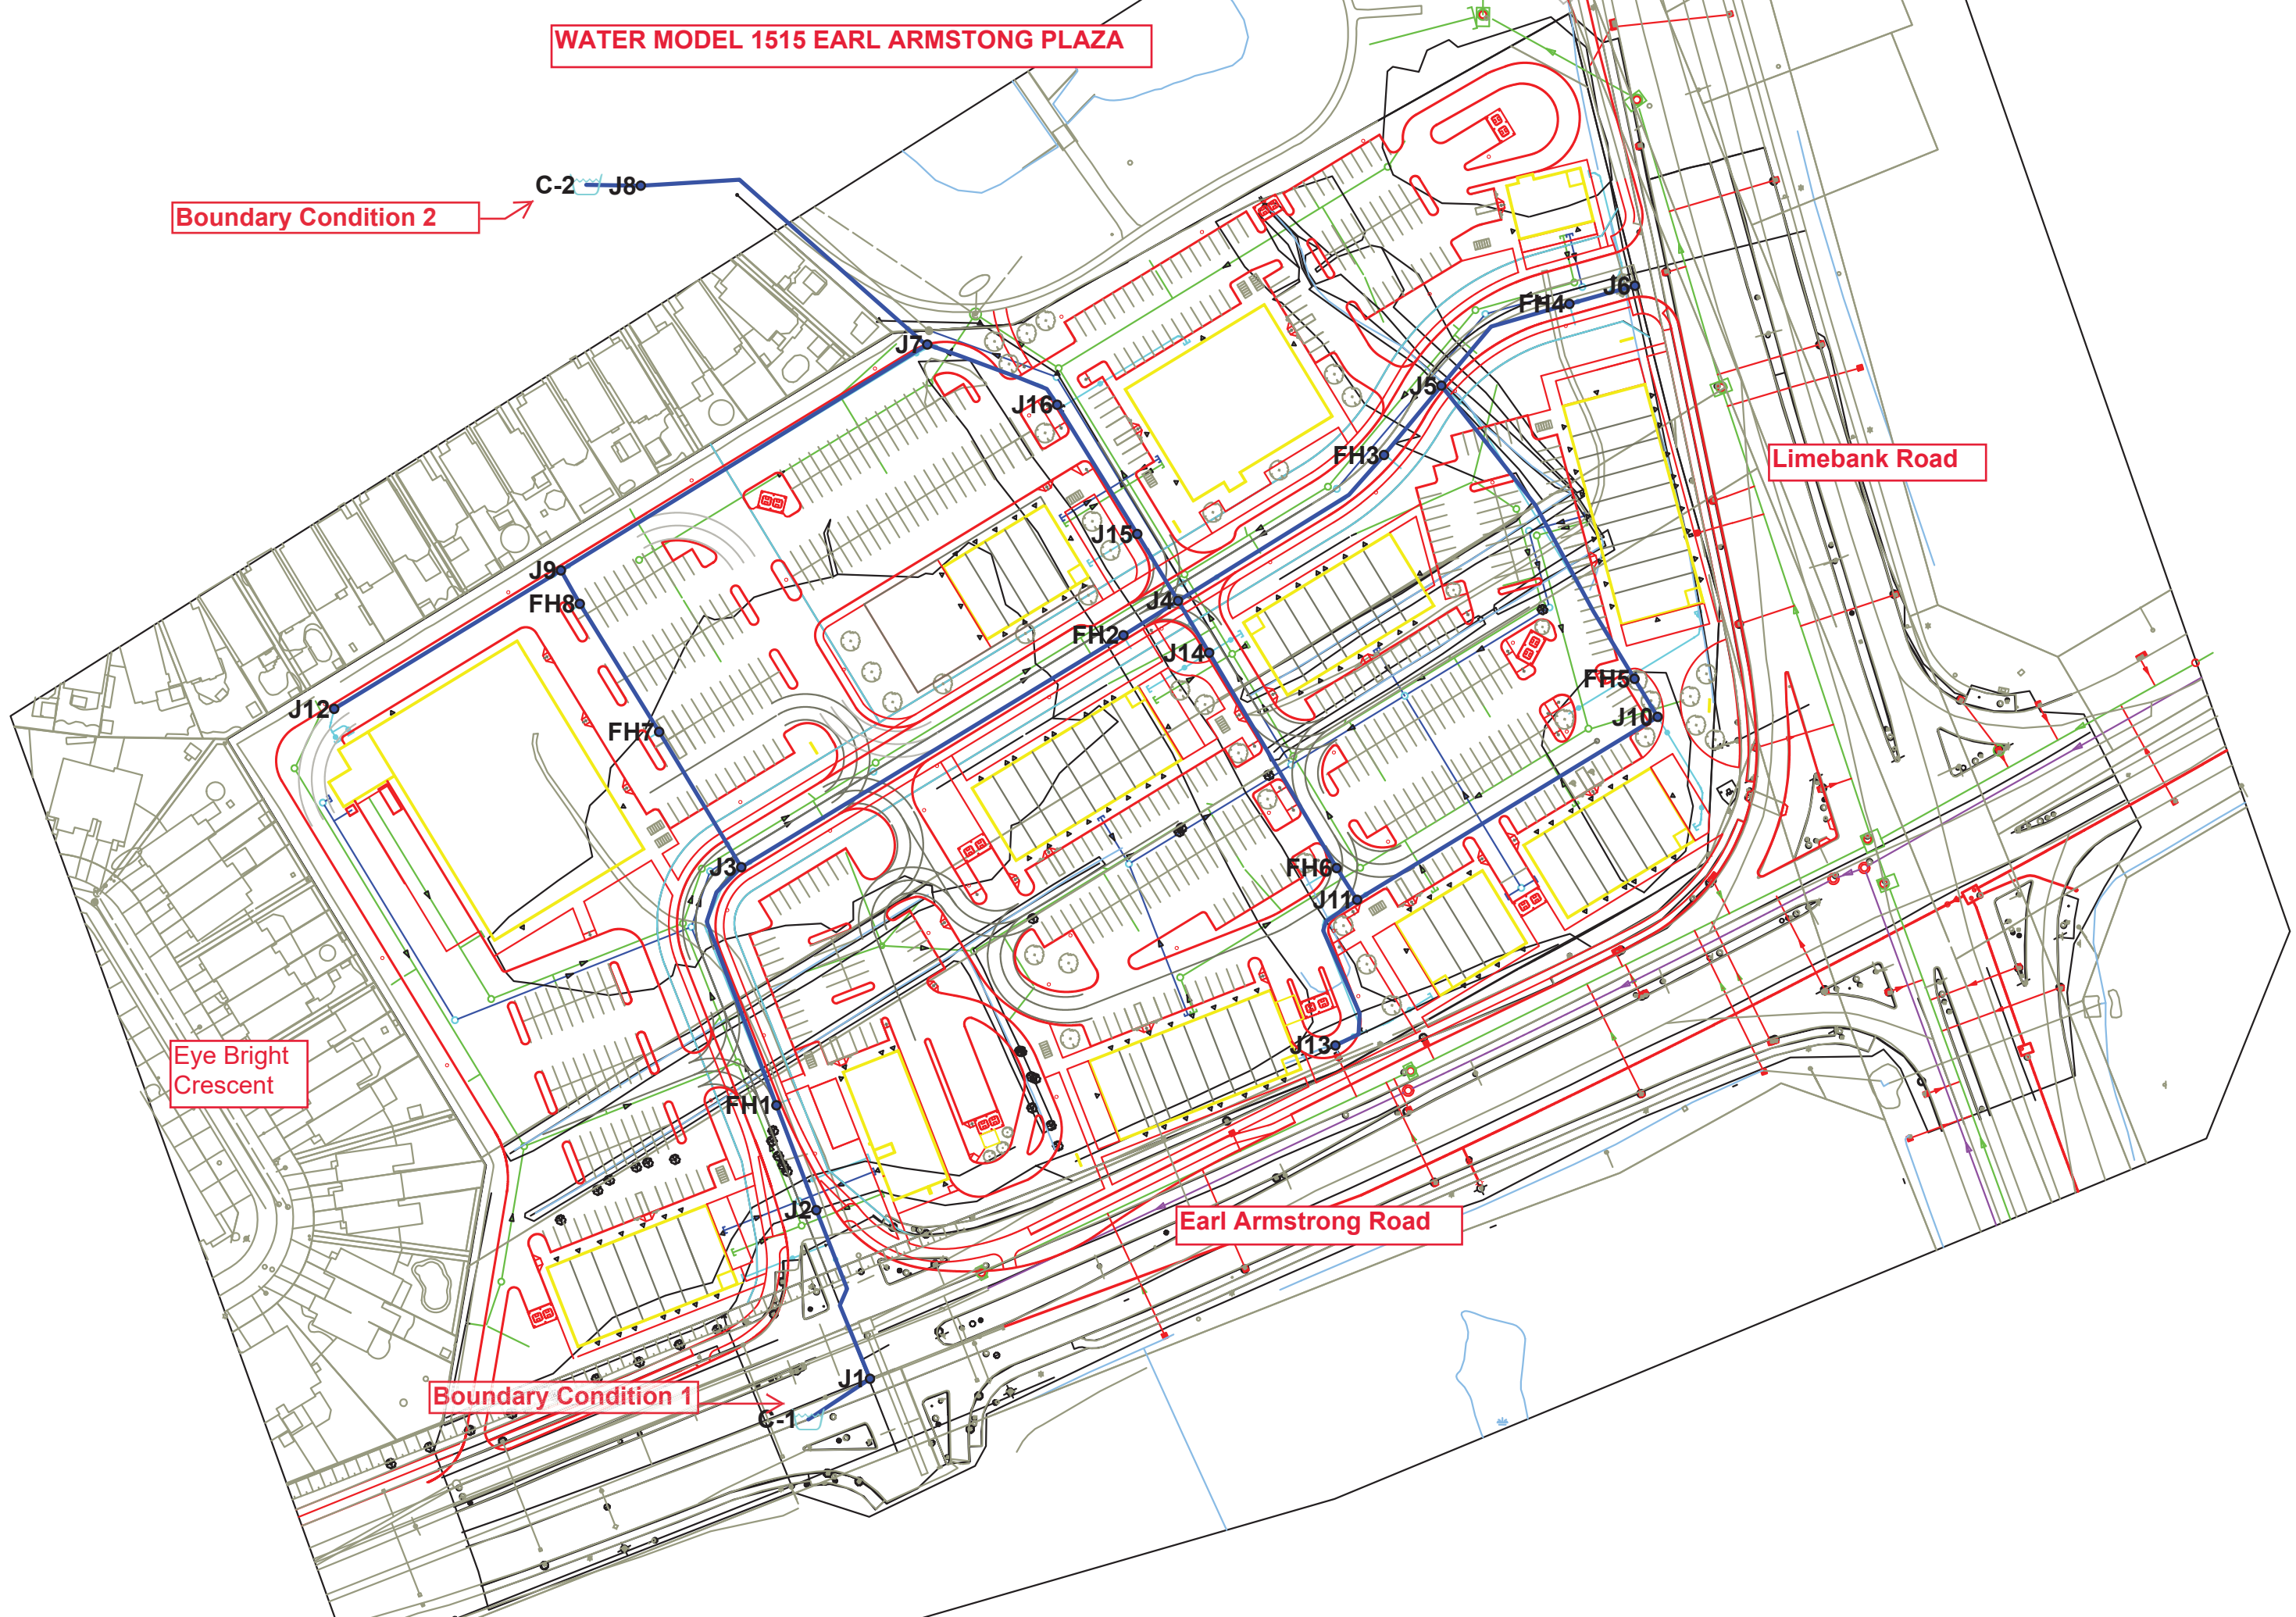 WATER MODEL 1515 EARL ARMSTONG PLAZA
C-2
J8
Boundary Condition 2
J6
FH4
J7
J5
J16
FH3
Limebank Road
J15
J9
FH8
J4
FH2
J14
FH5
J12
J10
FH7
J3
FH6
J11
J13
Eye Bright
Crescent
FH1
J2
Earl Armstrong Road
J1
Boundary Condition 1
C-1